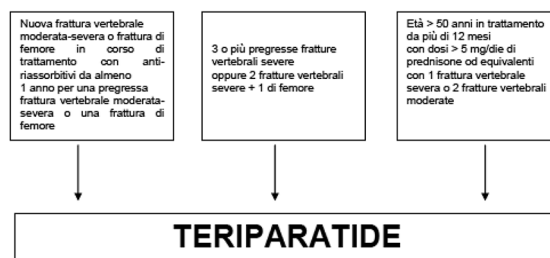 Nuova frattura vertebrale
moderata-severa o frattura di
femore in corso di
trattamento con anti-
riassorbitivi da almeno
1 anno per una pregressa
frattura vertebrale moderata-
severa o una frattura di
femore
3 o più pregresse fratture
vertebrali severe
oppure 2 fratture vertebrali
severe + 1 di femore
Età > 50 anni in trattamento
da più di 12 mesi
con dosi > 5 mg/die di
prednisone od equivalenti
con 1 frattura vertebrale
severa o 2 fratture vertebrali
moderate
TERIPARATIDE